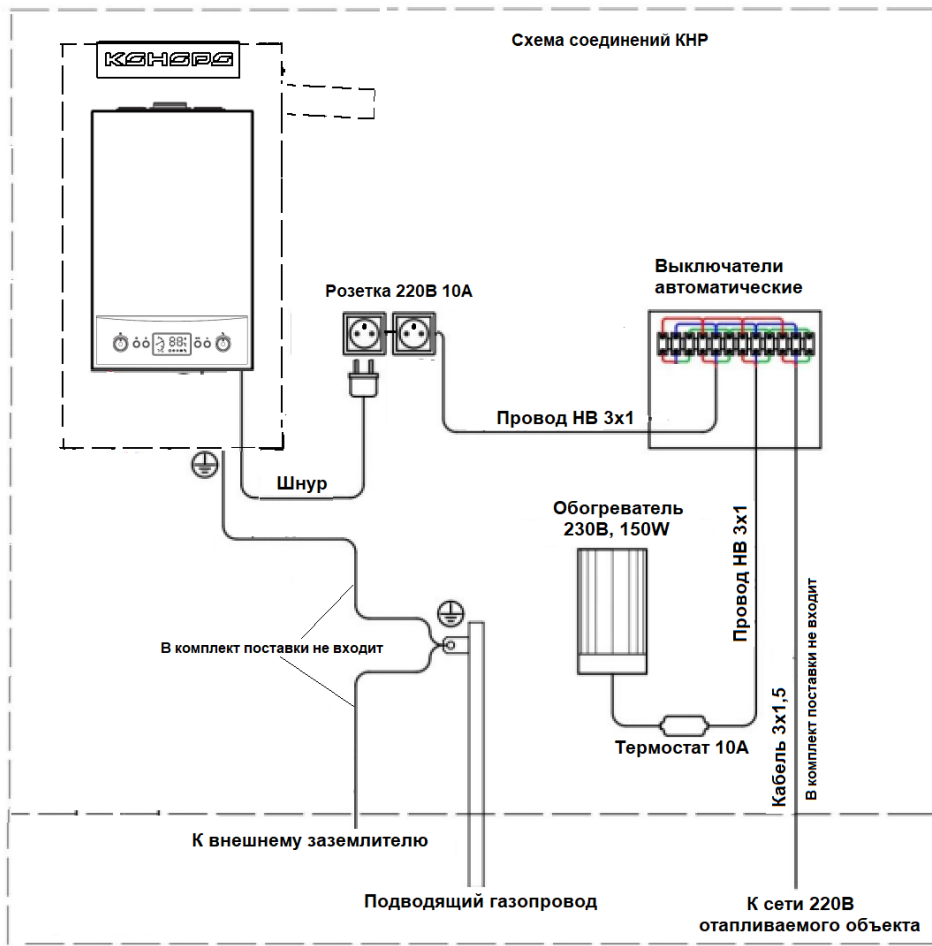 Схема соединений КНР
КОНОРД
Выключатели
автоматические
Розетка 220В 10А
88
Провод НВ 3х1
Шнур
Обогреватель
230В, 150W
Провод НВ 3х1
В комплект поставки не входит
В комплект поставки не входит
Кабель 3х1,5
Термостат 10А
К внешнему заземлителю
Подводящий газопровод
К сети 220В
отапливаемого объекта